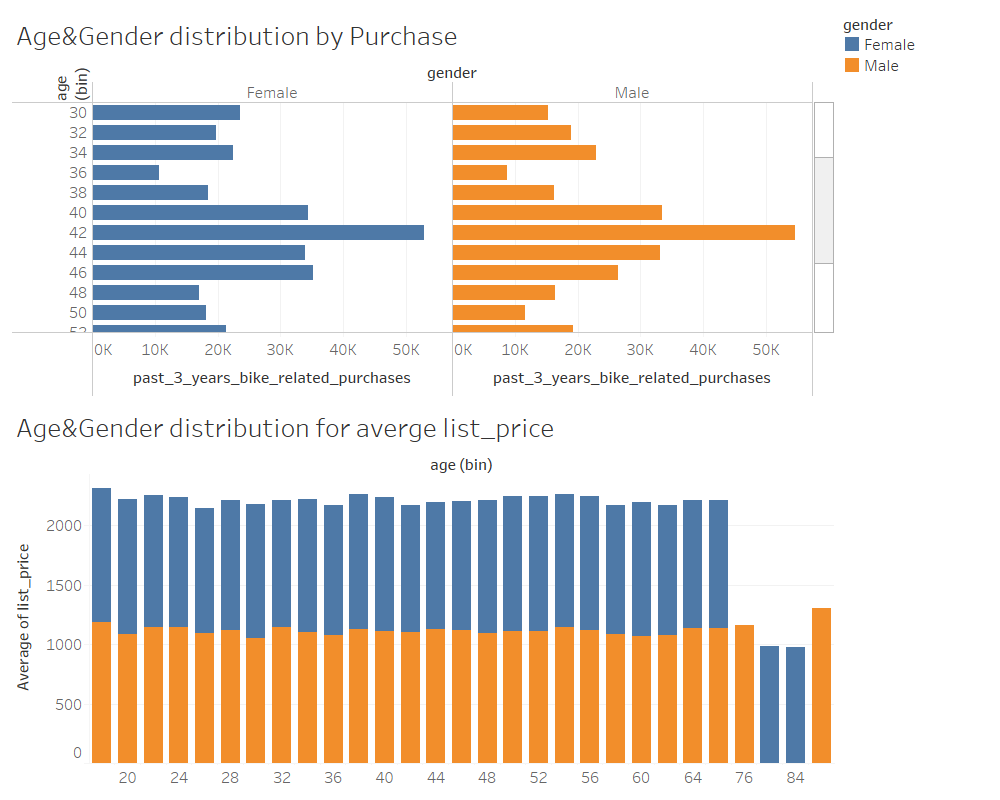 Age&Gender distribution by Purchase
gender
Female
Male
age (bin)
gender
Female Male
30
32
34
36
38
40
42
44
46
48
50
52
0K 10K 20K 30K 40K 50K 0K 10K 20K 30K 40K 50K
past_3_years_bike_related_purchases past_3_years_bike_related_purchases
Age&Gender distribution for averge list_price
age (bin)
Average of list_price
2000
1500
1000
500
0
20 24 28 32 36 40 44 48 52 56 60 64 76 84